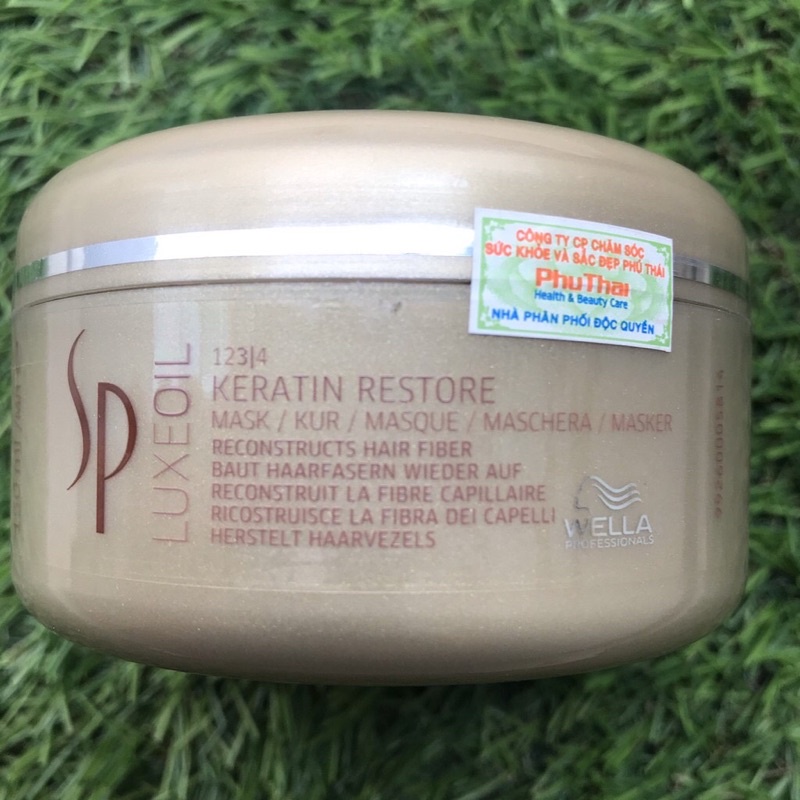 CÔNG TY CP CHĂM SÓC
SỨC KHỎE VÀ SẮC ĐẸP PHÚ THÁI
PhuThai
Health & Beauty Care
NHÀ PHÂN PHỐI ĐỘC QUYỀN
SP
LUXEOIL
123|4
KERATIN RESTORE
MASK / KUR / MASQUE / MASCHERA / MASKER
RECONSTRUCTS HAIR FIBER
BAUT HAARFASERN WIEDER AUF
RECONSTRUIT LA FIBRE CAPILLAIRE
RICOSTRUISCE LA FIBRA DEI CAPELLI
HERSTELT HAARVEZELS
WELLA
PROFESSIONALS